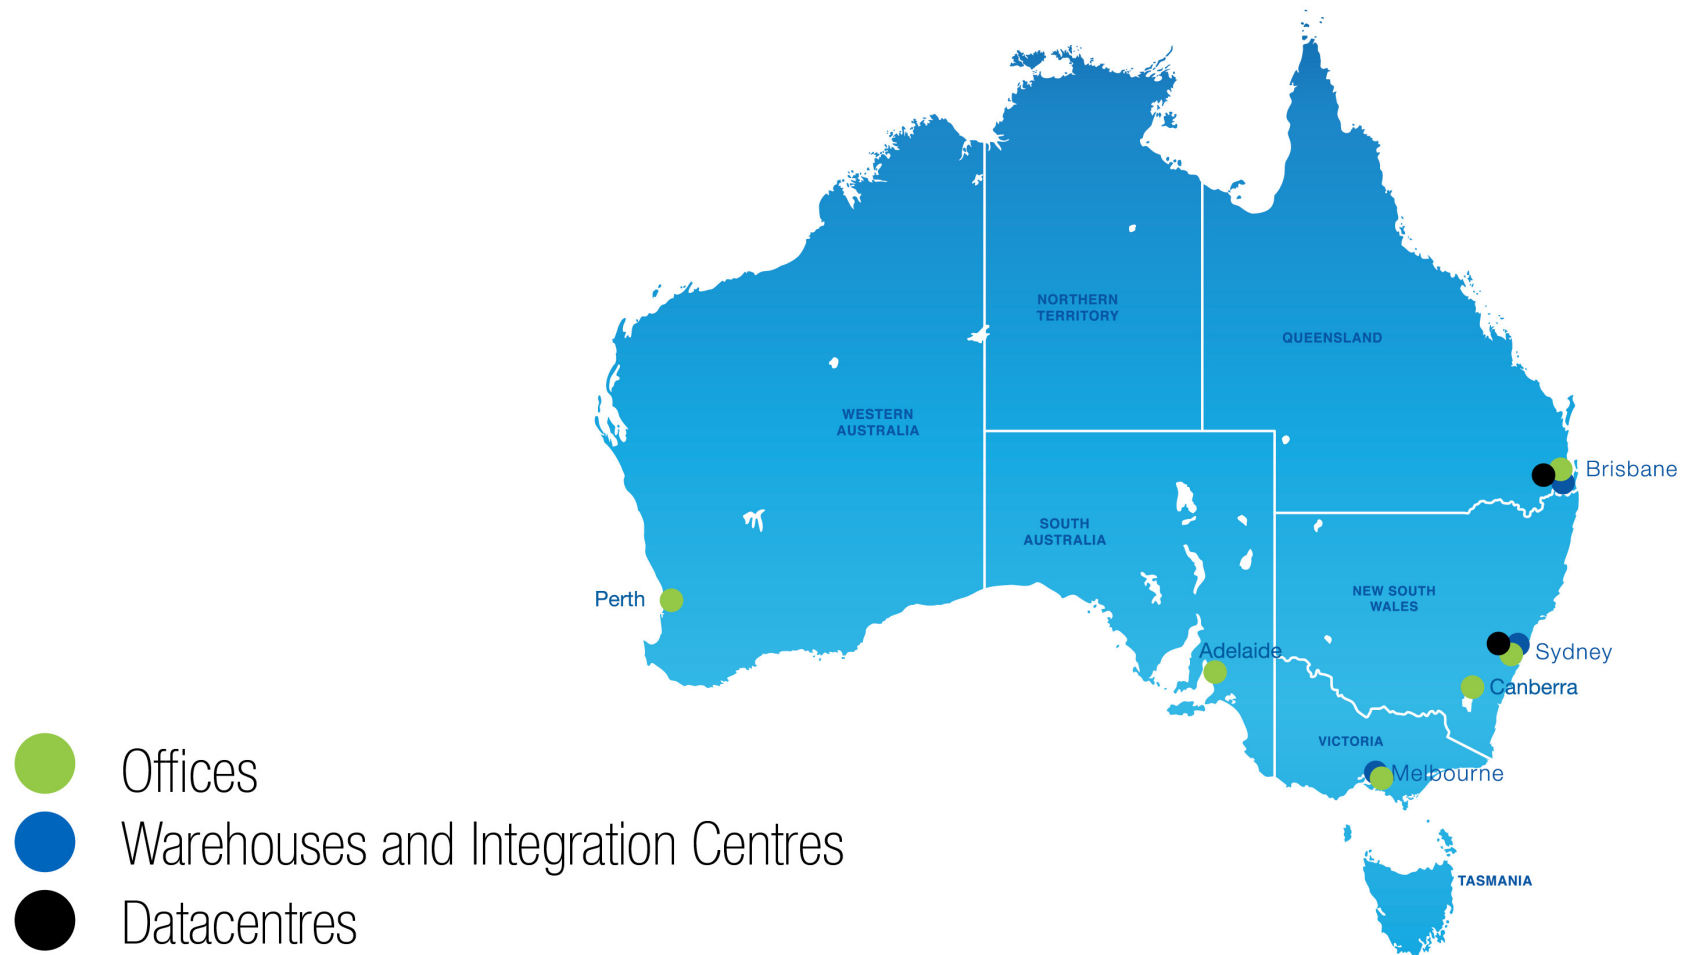 NORTHERN
TERRITORY
QUEENSLAND
WESTERN
AUSTRALIA
Brisbane
SOUTH
AUSTRALIA
NEW SOUTH
WALES
Perth
Adelaide
Sydney
Canberra
VICTORIA
Melbourne
TASMANIA
Offices
Warehouses and Integration Centres
Datacentres